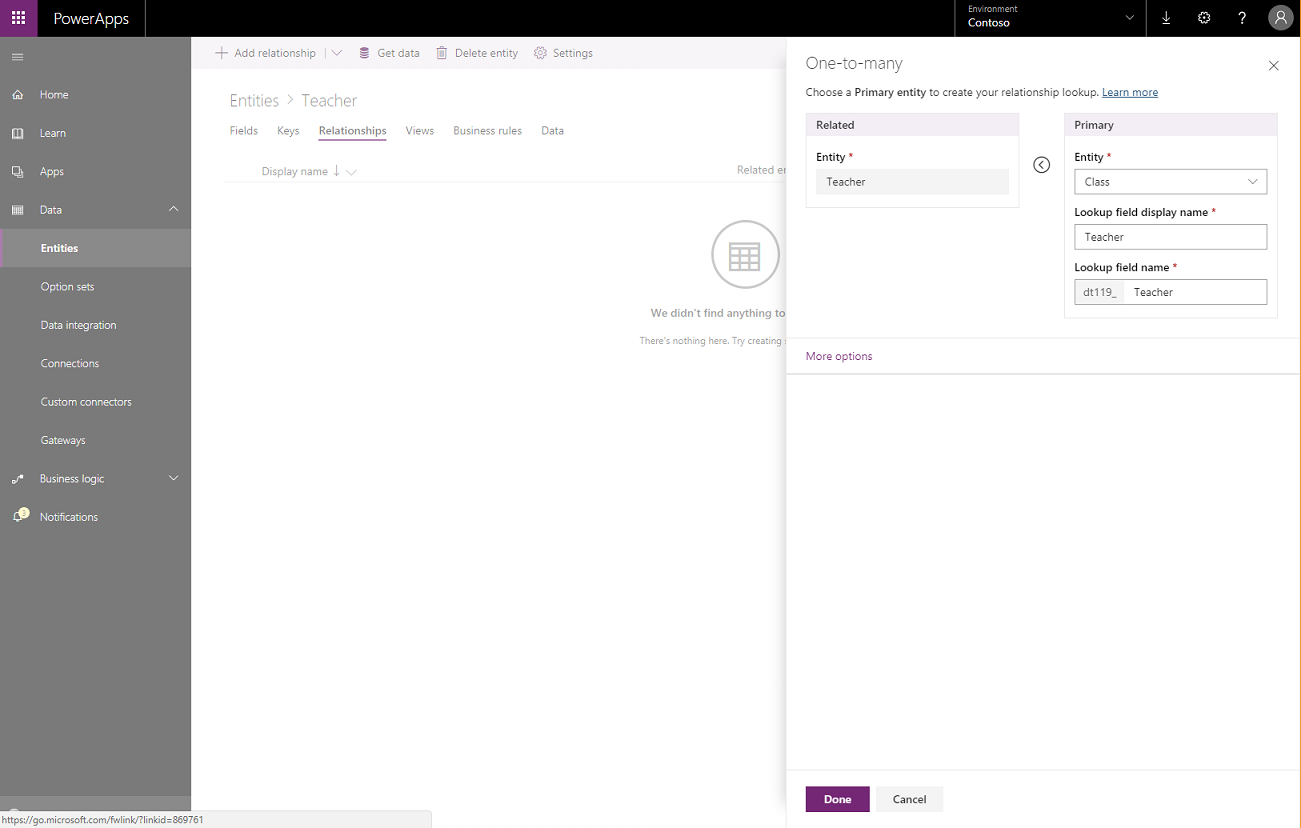 PowerApps
Environment
Contoso
?
Home
Learn
Apps
Data
Entities
Option sets
Data integration
Connections
Custom connectors
Gateways
Business logic
3
Notifications
https://go.microsoft.com/fwlink/?linkid=869761
+ Add relationship
Get data
Delete entity
Settings
Entities > Teacher
Fields Keys Relationships Views Business rules Data
Display name ↓
Related en
We didn't find anything to
There's nothing here. Try creating
One-to-many
Choose a Primary entity to create your relationship lookup. Learn more
Related
Entity *
Teacher
Primary
Entity *
Class
Lookup field display name *
Teacher
Lookup field name *
dt119_ Teacher
More options
Done Cancel